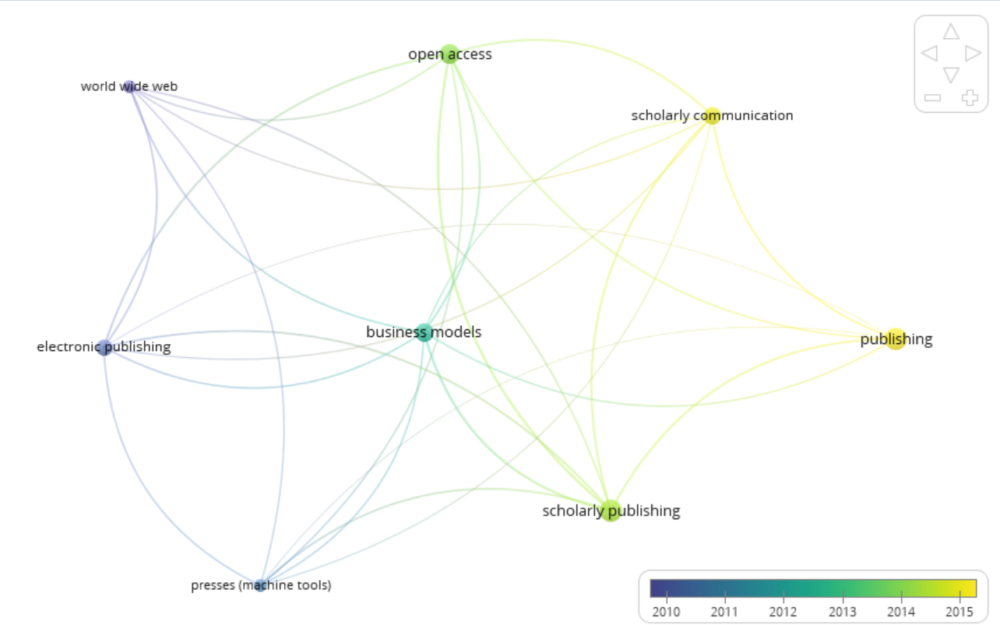 open access
world wide web
scholarly communication
business models
publishing
electronic publishing
scholarly publishing
presses (machine tools)
2010 2011 2012 2013 2014 2015